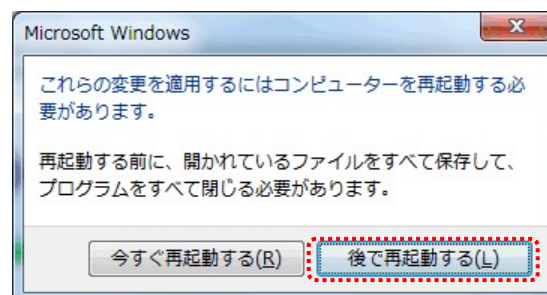 Microsoft Windows
これらの変更を適用するにはコンピューターを再起動する必
要があります。
再起動する前に、開かれているファイルをすべて保存して、
プログラムをすべて閉じる必要があります。
今すぐ再起動する(R) 後で再起動する(L)